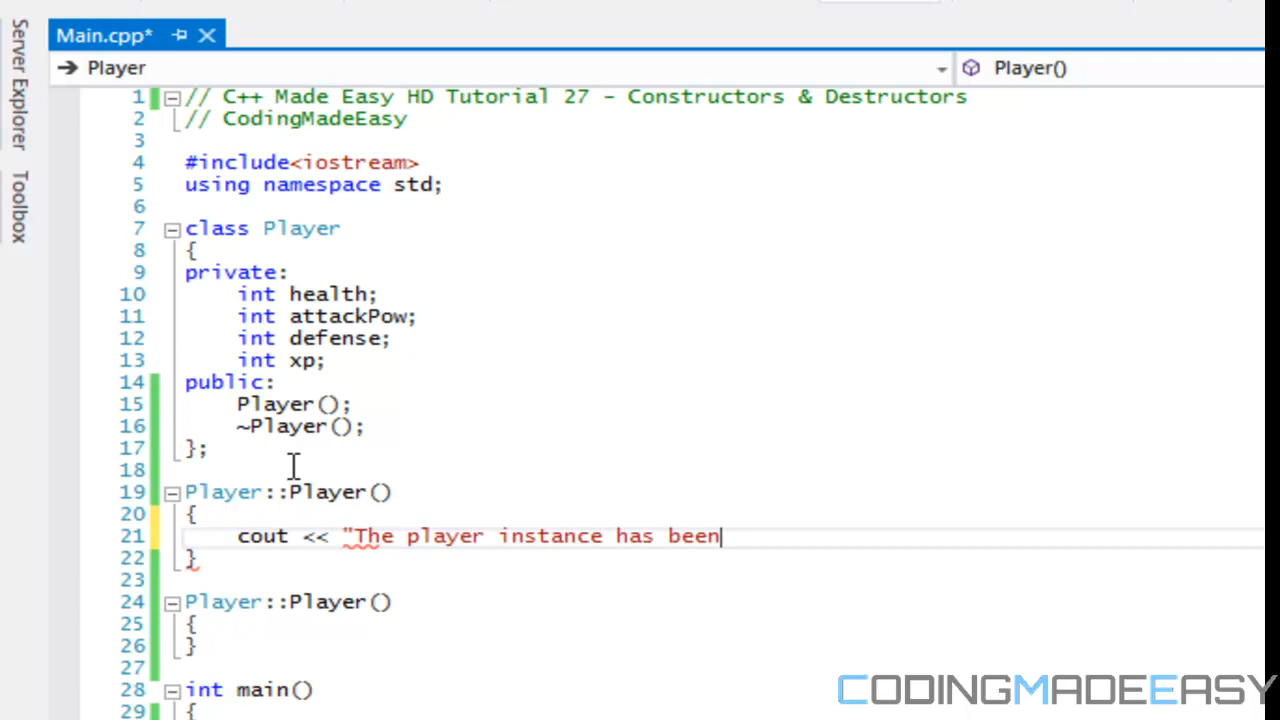 Server Explorer
Toolbox
Main.cpp*
Player
Player()
1 // C++ Made Easy HD Tutorial 27 - Constructors & Destructors
2 // CodingMadeEasy
3
4 #include<iostream>
5 using namespace std;
6
7 class Player
8 {
9 private:
10 int health;
11 int attackPow;
12 int defense;
13 int xp;
14 public:
15 Player();
16 ~Player();
17 };
18
19 Player::Player()
20 {
21 cout << "The player instance has been
22 }
23
24 Player::Player()
25 {
26 }
27
28 int main()
29 {
CODINGMADEEASY